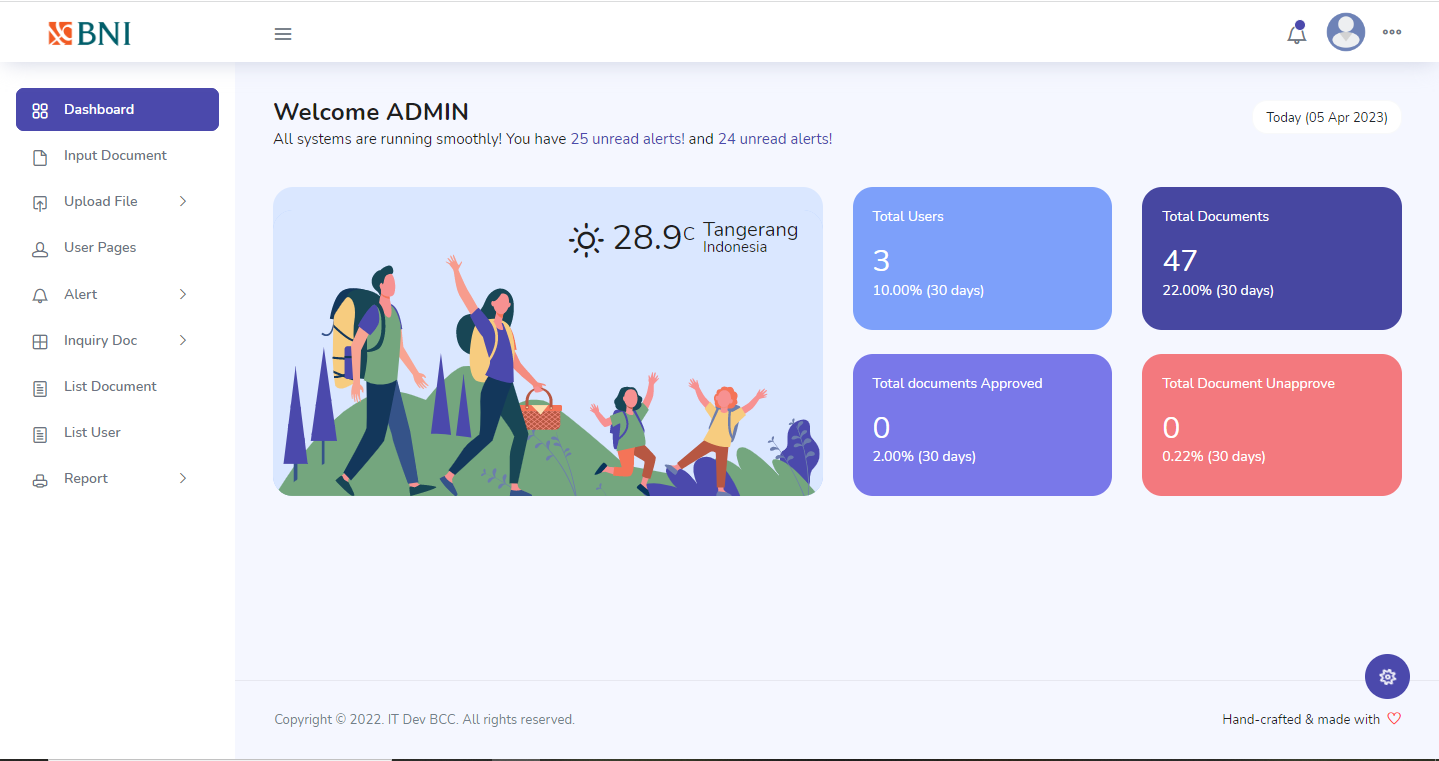 BNI
Dashboard
Input Document
Upload File
User Pages
Alert
Inquiry Doc
List Document
List User
Report
Welcome ADMIN
All systems are running smoothly! You have 25 unread alerts! and 24 unread alerts!
Today (05 Apr 2023)
28.9C
Tangerang
Indonesia
Total Users
3
10.00% (30 days)
Total Documents
47
22.00% (30 days)
Total documents Approved
0
2.00% (30 days)
Total Document Unapprove
0
0.22% (30 days)
Copyright © 2022. IT Dev BCC. All rights reserved.
Hand-crafted & made with